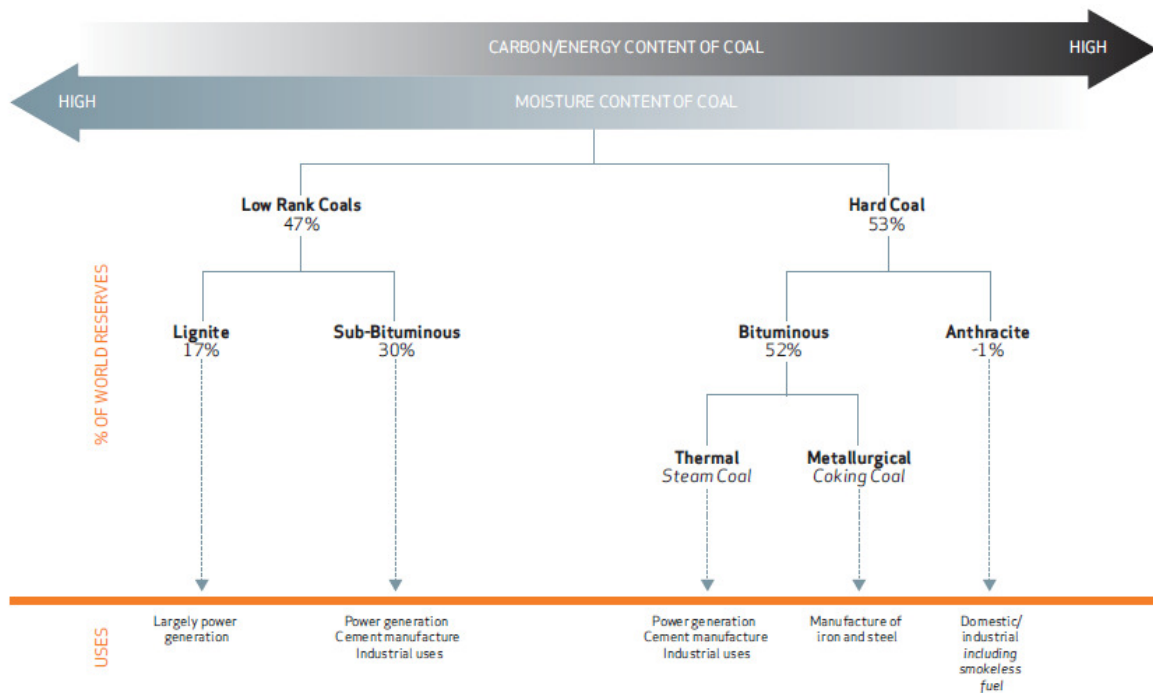 CARBON/ENERGY CONTENT OF COAL
HIGH
HIGH
MOISTURE CONTENT OF COAL
Low Rank Coals
47%
Hard Coal
53%
% OF WORLD RESERVES
Lignite
17%
Sub-Bituminous
30%
Bituminous
52%
Anthracite
-1%
Thermal
Steam Coal
Metallurgical
Coking Coal
USES
Largely power
generation
Power generation
Cement manufacture
Industrial uses
Power generation
Cement manufacture
Industrial uses
Manufacture of
iron and steel
Domestic/
industrial
including
smokeless
fuel